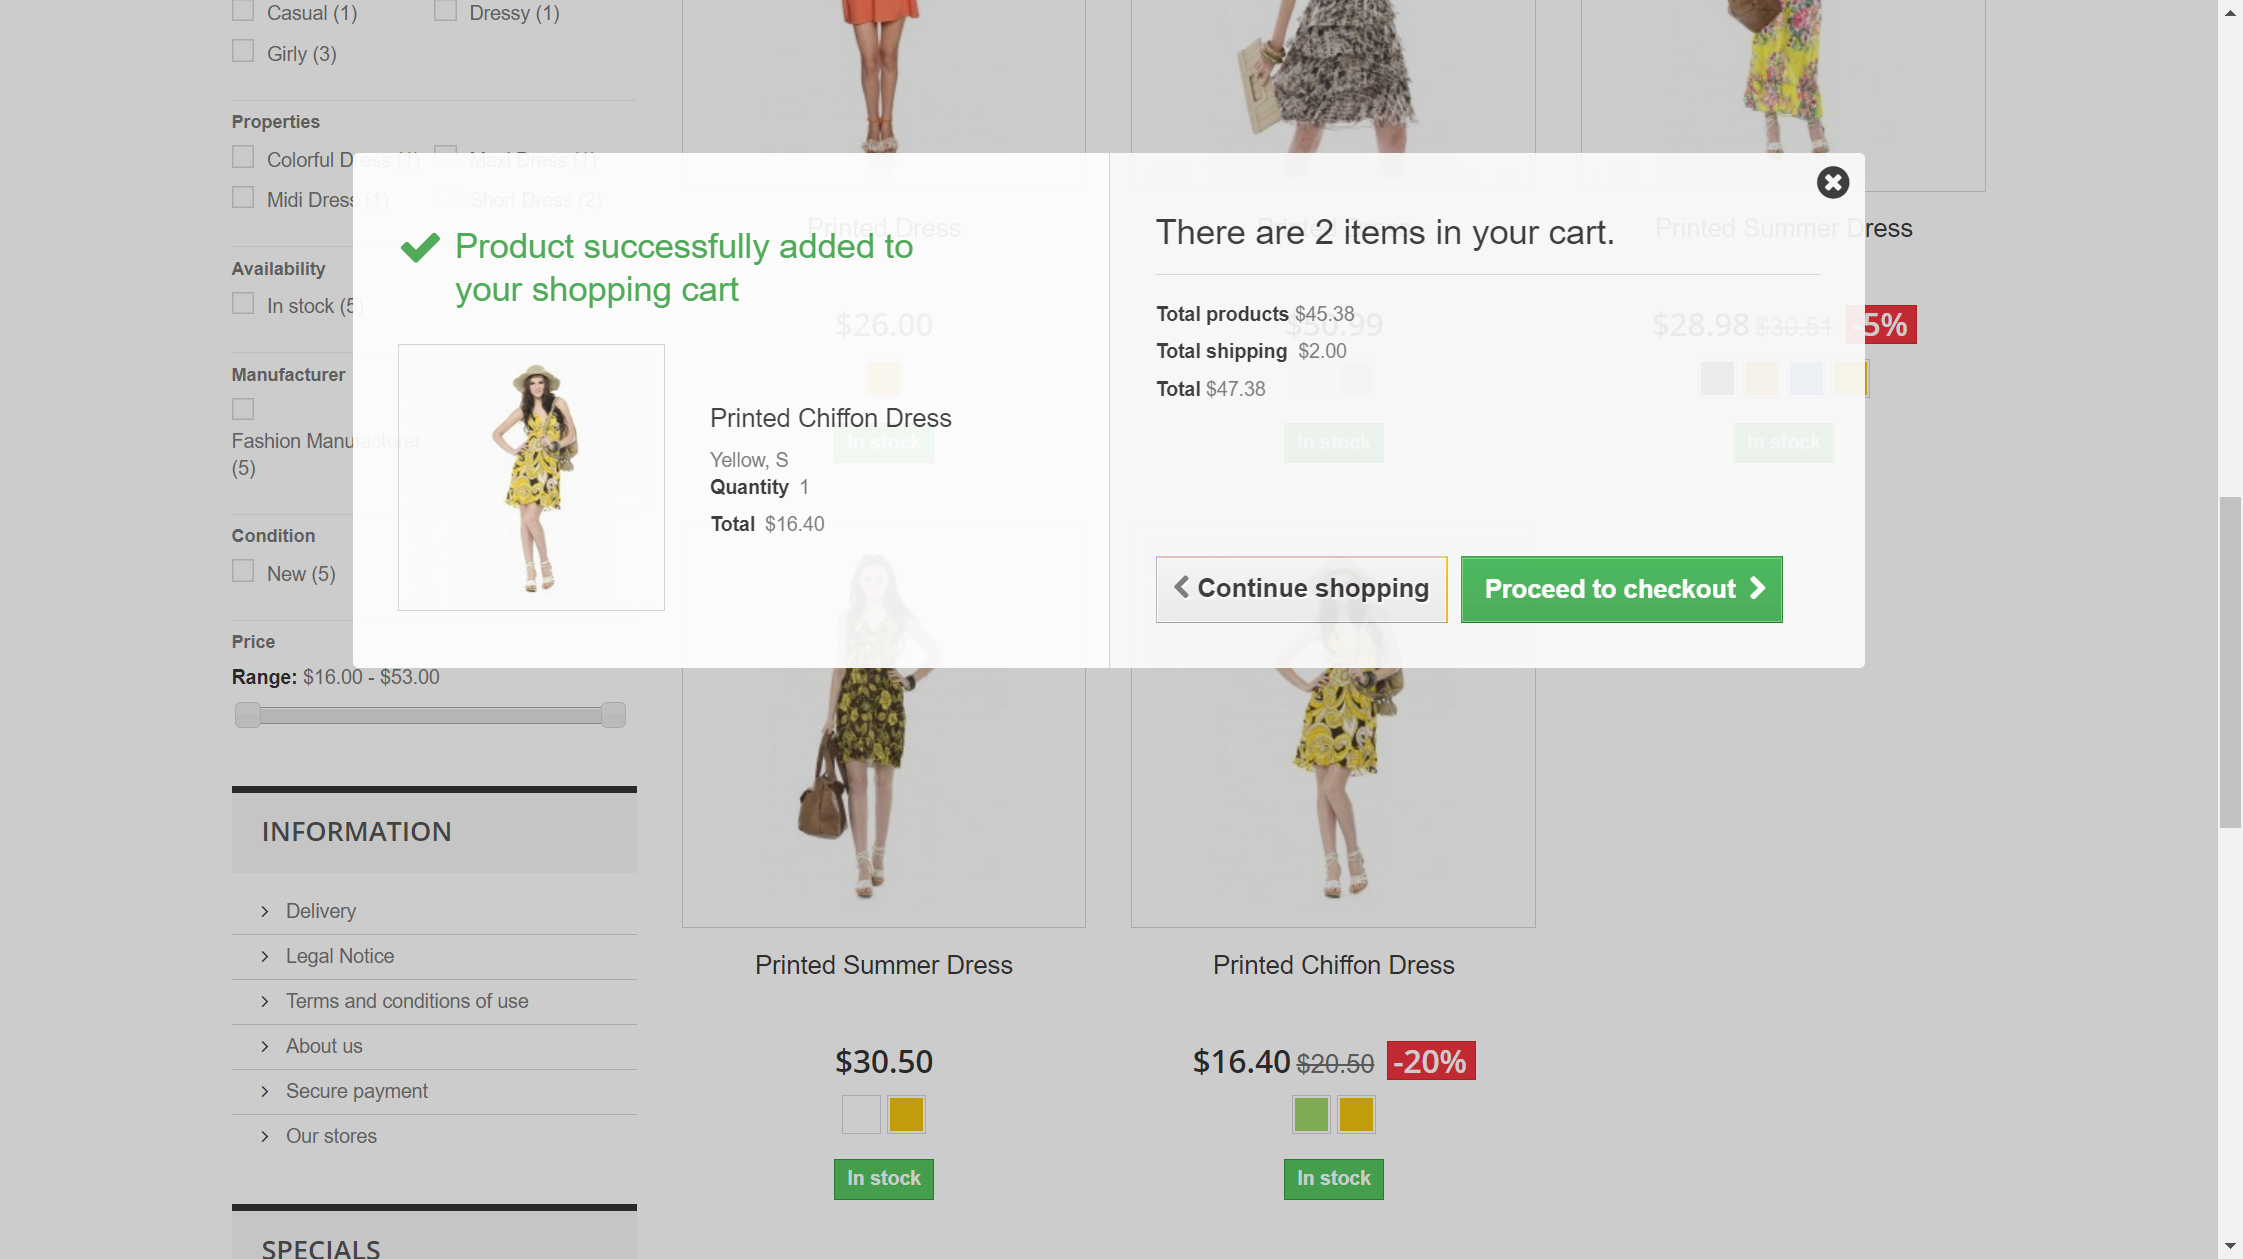 Casual (1)
Dressy (1)
Girly (3)
Properties
Colorful Dress (1)
Maxi Dress (1)
Midi Dress (1)
Short Dress (2)
Availability
In stock (5)
Manufacturer
Fashion Manufacturer
(5)
Condition
New (5)
Price
Range: $16.00 - $53.00
INFORMATION
Delivery
Legal Notice
Terms and conditions of use
About us
Secure payment
Our stores
SPECIALS
Product successfully added to
your shopping cart
Printed Chiffon Dress
Yellow, S
Quantity 1
Total $16.40
There are 2 items in your cart.
Total products $45.38
Total shipping $2.00
Total $47.38
Continue shopping
Proceed to checkout
Printed Dress
$26.00
In stock
Printed Dress
$50.99
In stock
Printed Summer Dress
$28.98 $30.51 -5%
In stock
Printed Summer Dress
$30.50
In stock
Printed Chiffon Dress
$16.40 $20.50 -20%
In stock